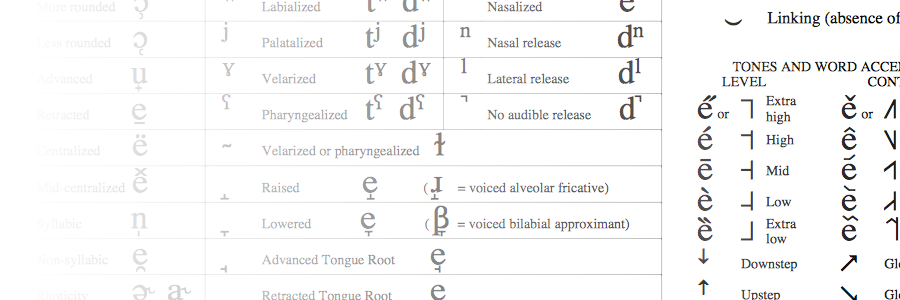 More rounded ɔ̹ ʷ Labialized tʷ dʷ Nasalized ẽ
Less rounded ɔ̜ ʲ Palatalized tʲ dʲ ⁿ Nasal release dⁿ
Advanced u̟ ˠ Velarized tˠ dˠ ˡ Lateral release dˡ
Retracted e̠ ˤ Pharyngealized tˤ dˤ ̚ No audible release d̚
Centralized ë ̴ Velarized or pharyngealized ɫ
Mid-centralized e̽ ̝ Raised e̝ (ɹ̝ = voiced alveolar fricative)
Syllabic n̩ ̞ Lowered e̞ (β̞ = voiced bilabial approximant)
Non-syllabic e̯ ̘ Advanced Tongue Root e̘
Rhoticity ɚ a˞ Retracted Tongue Root e
‿ Linking (absence of
TONES AND WORD ACCE
LEVEL CONT
e̋ or ˥ Extra high ě or
é ˦ High ê
ē ˧ Mid e᷄
è ˨ Low e᷅
ȅ ˩ Extra low e᷈
↓ Downstep ↗ Glo
↑ Upstep ↘ Glo